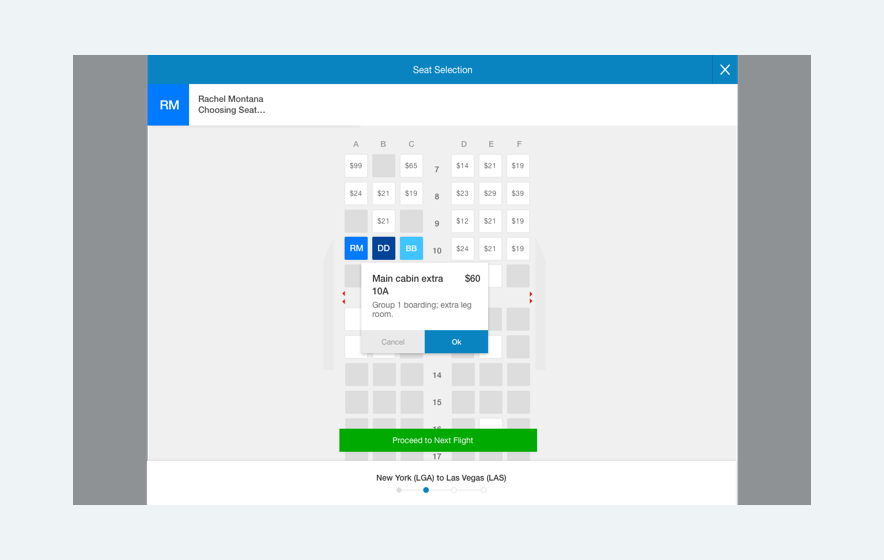 Seat Selection
RM
Rachel Montana
Choosing Seat...
A B C D E F
$99 $65 7 $14 $21 $19
$24 $21 $19 8 $23 $29 $39
$21 9 $12 $21 $19
RM DD BB 10 $24 $21 $19
Main cabin extra $60
10A
Group 1 boarding; extra leg
room.
Cancel Ok
14
15
Proceed to Next Flight
17
New York (LGA) to Las Vegas (LAS)